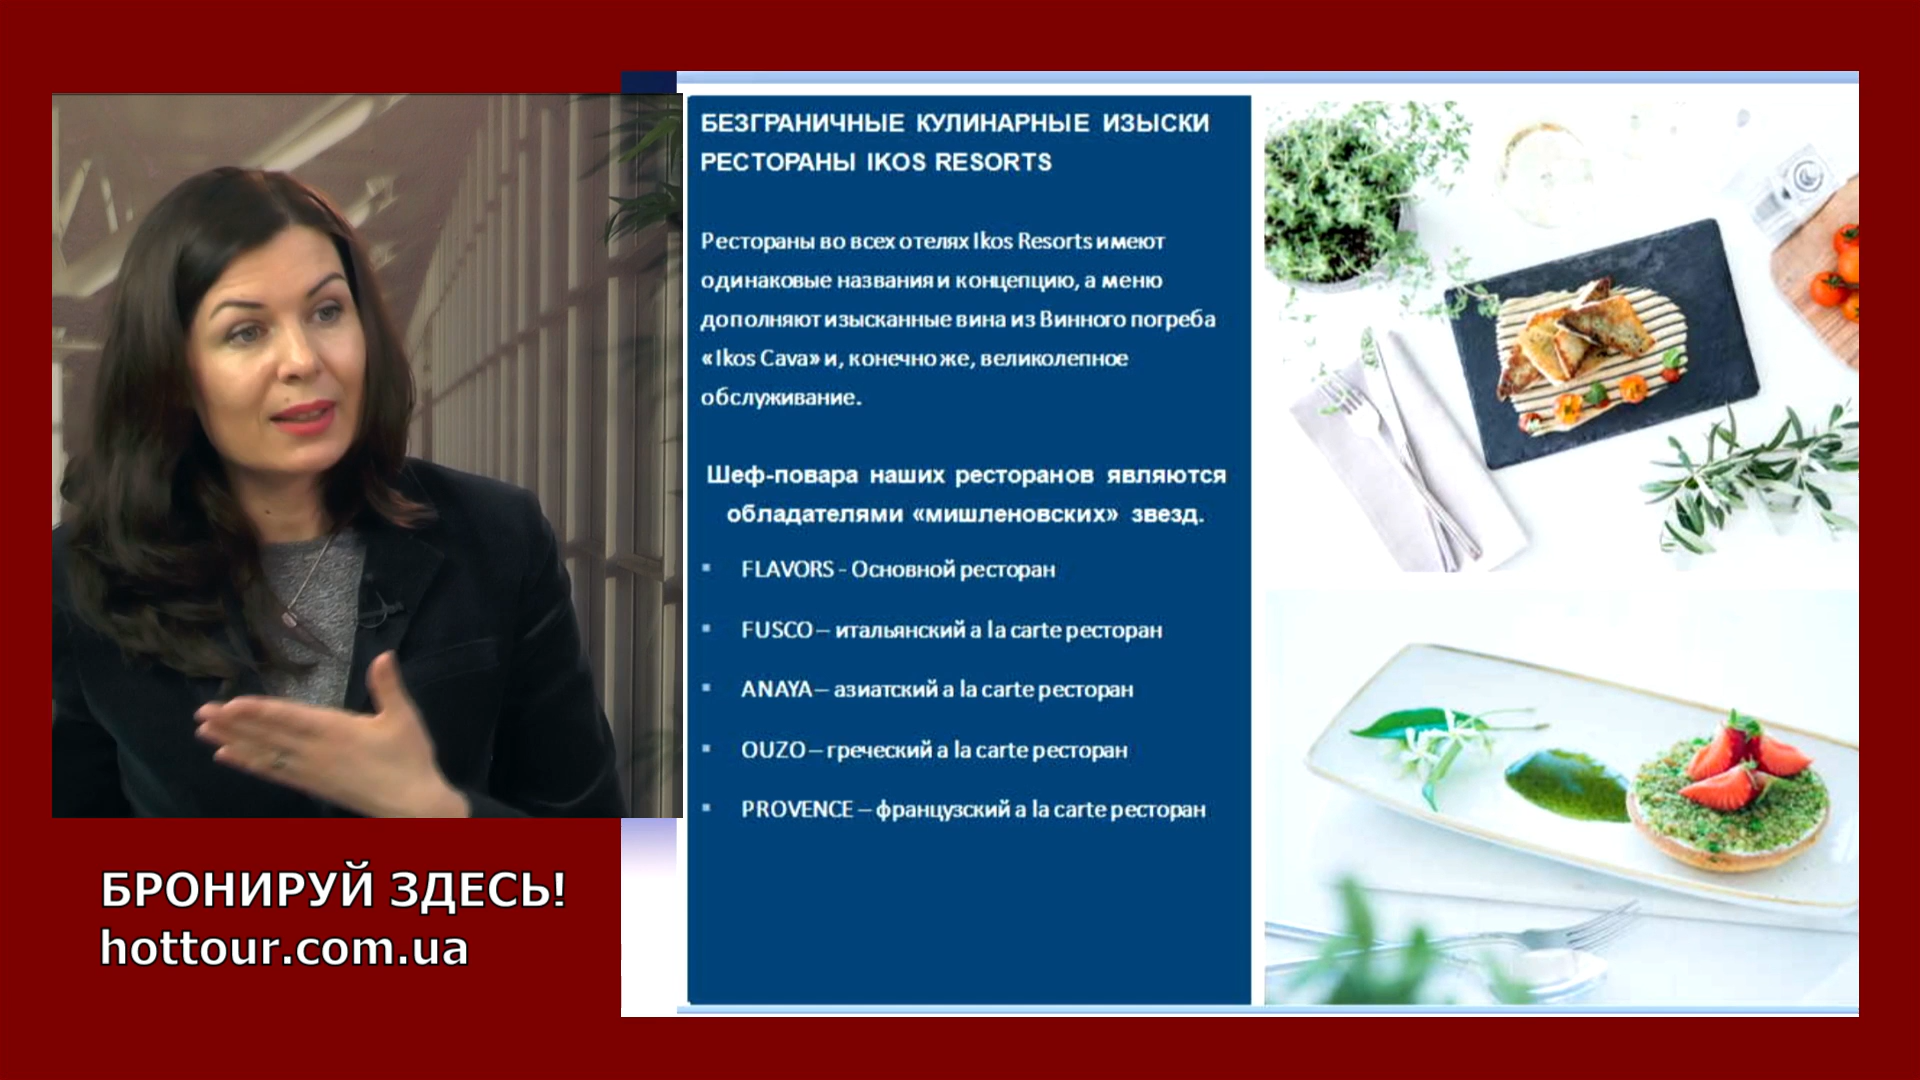 БЕЗГРАНИЧНЫЕ КУЛИНАРНЫЕ ИЗЫСКИ
РЕСТОРАНЫ IKOS RESORTS
Рестораны во всех отелях Ikos Resorts имеют
одинаковые названия и концепцию, а меню
дополняют изысканные вина из Винного погреба
«Ikos Cava» и, конечно же, великолепное
обслуживание.
Шеф-повара наших ресторанов являются
обладателями «мишленовских» звезд.
▪ FLAVORS - Основной ресторан
▪ FUSCO – итальянский a la carte ресторан
▪ ANAYA – азиатский a la carte ресторан
▪ OUZO – греческий a la carte ресторан
▪ PROVENCE – французский a la carte ресторан
БРОНИРУЙ ЗДЕСЬ!
hottour.com.ua